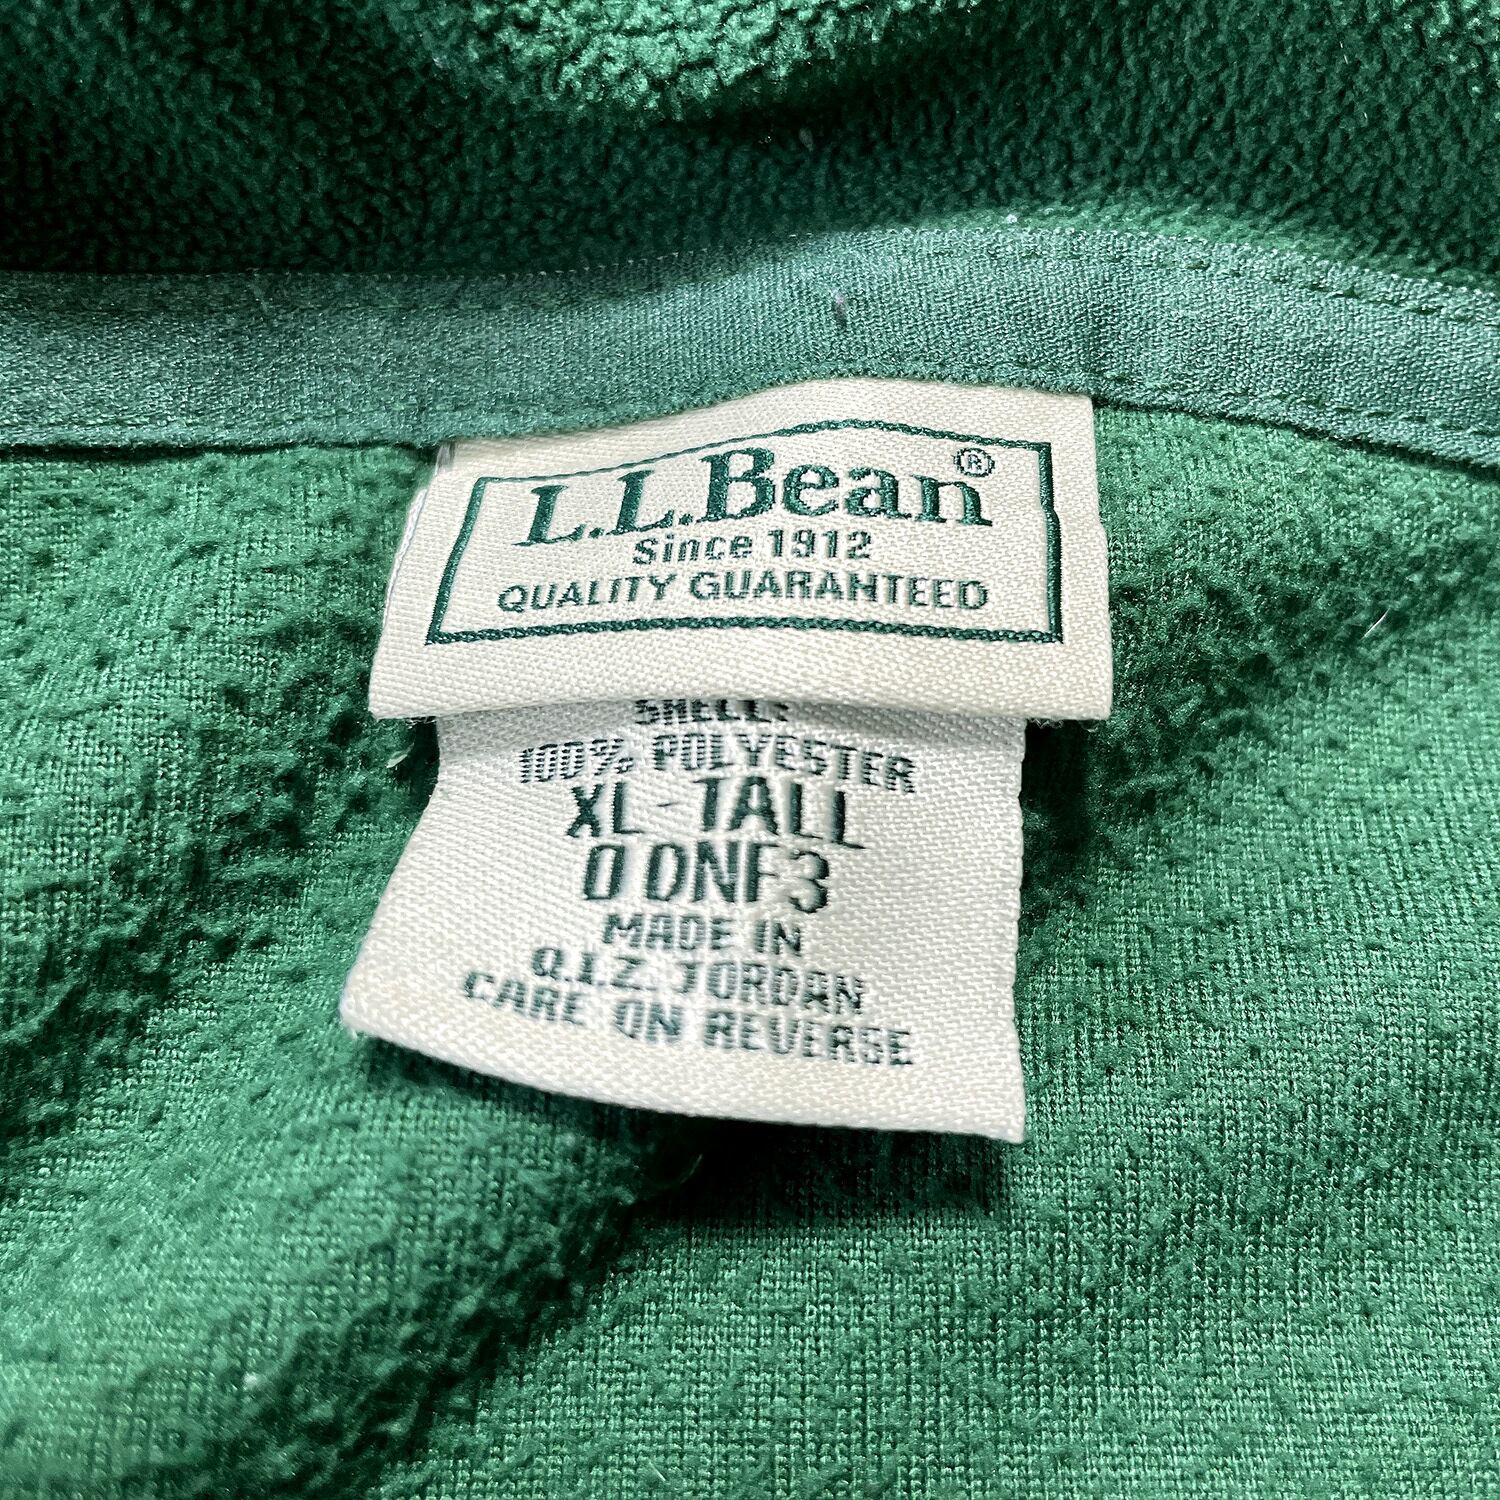 L.L.Bean®
Since 1912
QUALITY GUARANTEED
SHELL:
100% POLYESTER
XL-TALL
0 0NF3
MADE IN
Q.I.Z. JORDAN
CARE ON REVERSE